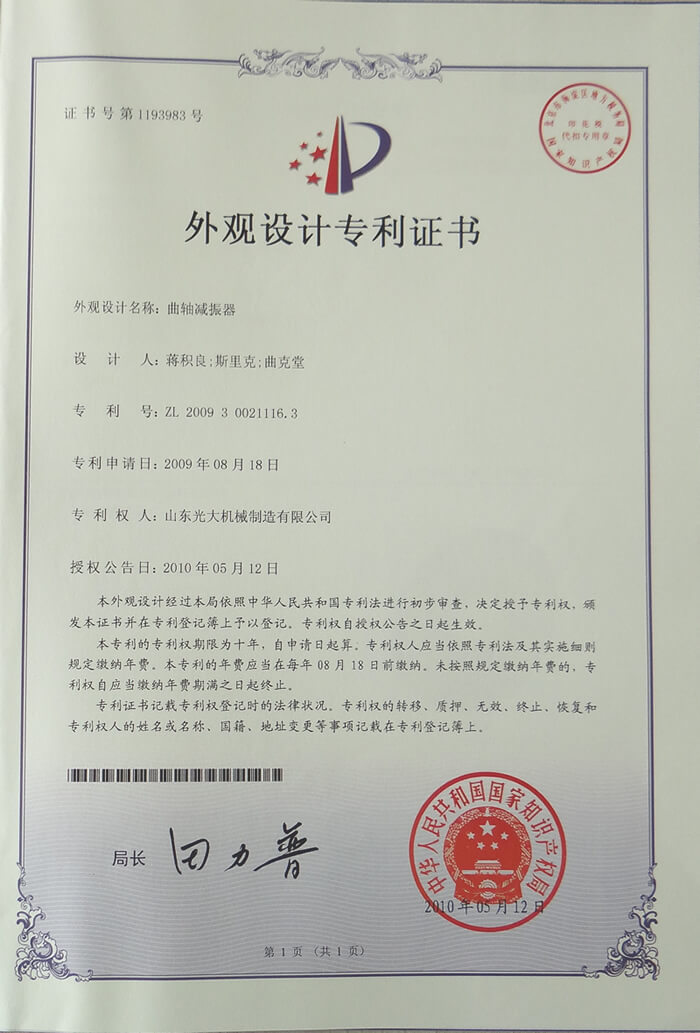 证书号第1193983号
印花税
代扣专用章
外观设计专利证书
外观设计名称：曲轴减振器
设 计 人：蒋积良;斯里克;曲克堂
专 利 号：ZL 2009 3 0021116.3
专利申请日：2009年08月18日
专 利 权 人：山东光大机械制造有限公司
授权公告日：2010年05月12日
本外观设计经过本局依照中华人民共和国专利法进行初步审查，决定授予专利权，颁
发本证书并在专利登记簿上予以登记。专利权自授权公告之日起生效。
本专利的专利权期限为十年，自申请日起算。专利权人应当依照专利法及其实施细则
规定缴纳年费。本专利的年费应当在每年08月18日前缴纳。未按照规定缴纳年费的，专
利权自应当缴纳年费期满之日起终止。
专利证书记载专利权登记时的法律状况。专利权的转移、质押、无效、终止、恢复和
专利权人的姓名或名称、国籍、地址变更等事项记载在专利登记簿上。
局长 田力普
中华人民共和国国家知识产权局
2010年05月12日
第1页 (共1页)